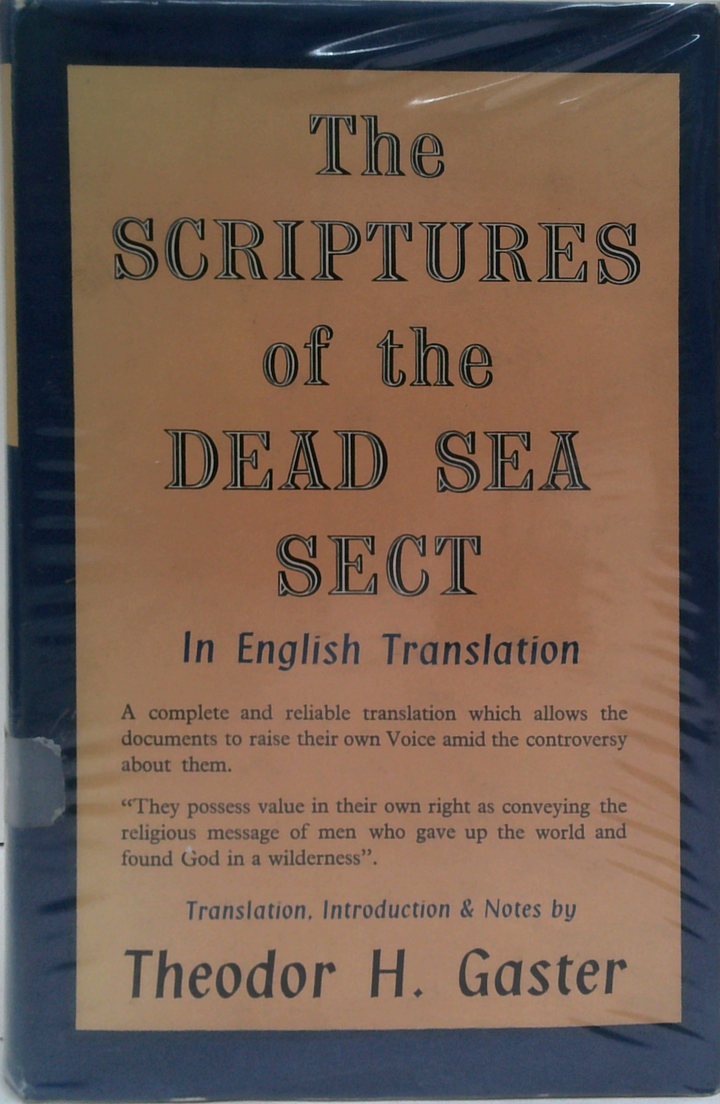 The
SCRIPTURES
of the
DEAD SEA
SECT
In English Translation
A complete and reliable translation which allows the
documents to raise their own Voice amid the controversy
about them.
“They possess value in their own right as conveying the
religious message of men who gave up the world and
found God in a wilderness”.
Translation, Introduction & Notes by
Theodor H. Gaster